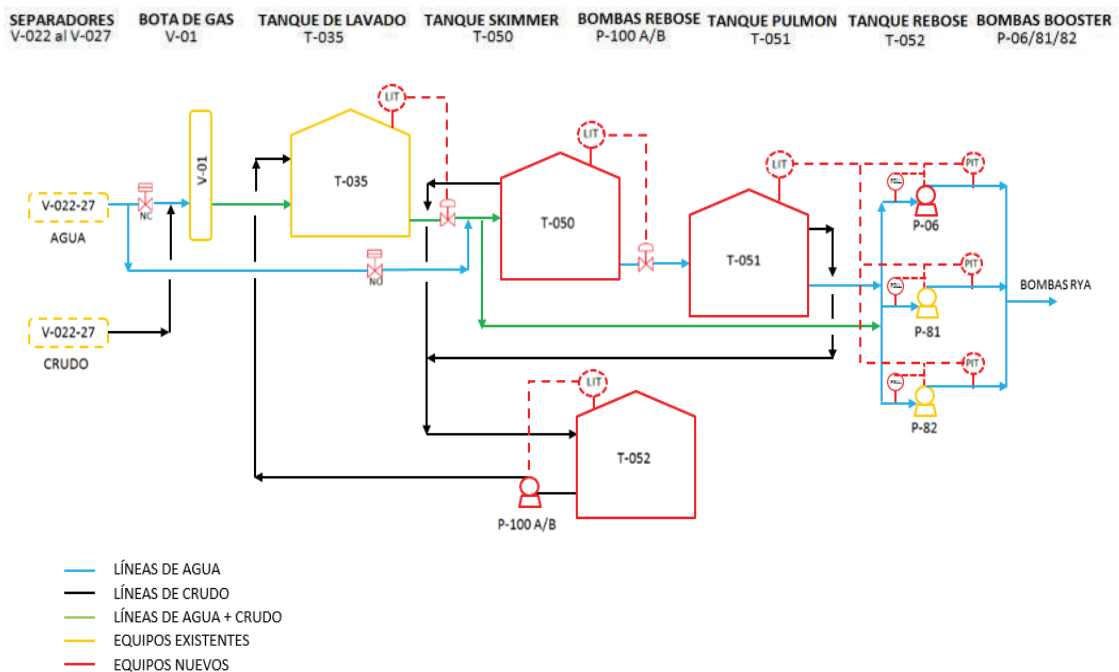 SEPARADORES
V-022 al V-027
BOTA DE GAS
V-01
TANQUE DE LAVADO
T-035
TANQUE SKIMMER
T-050
BOMBAS REBOSE
P-100 A/B
TANQUE PULMON
T-051
TANQUE REBOSE
T-052
BOMBAS BOOSTER
P-06/81/82
LIT
V-01
T-035
LIT
T-050
LIT
T-051
PIT
P-06
V-022-27
AGUA
NC
NO
PIT
P-81
BOMBAS RYA
V-022-27
CRUDO
PIT
P-82
LIT
T-052
P-100 A/B
LÍNEAS DE AGUA
LÍNEAS DE CRUDO
LÍNEAS DE AGUA + CRUDO
EQUIPOS EXISTENTES
EQUIPOS NUEVOS